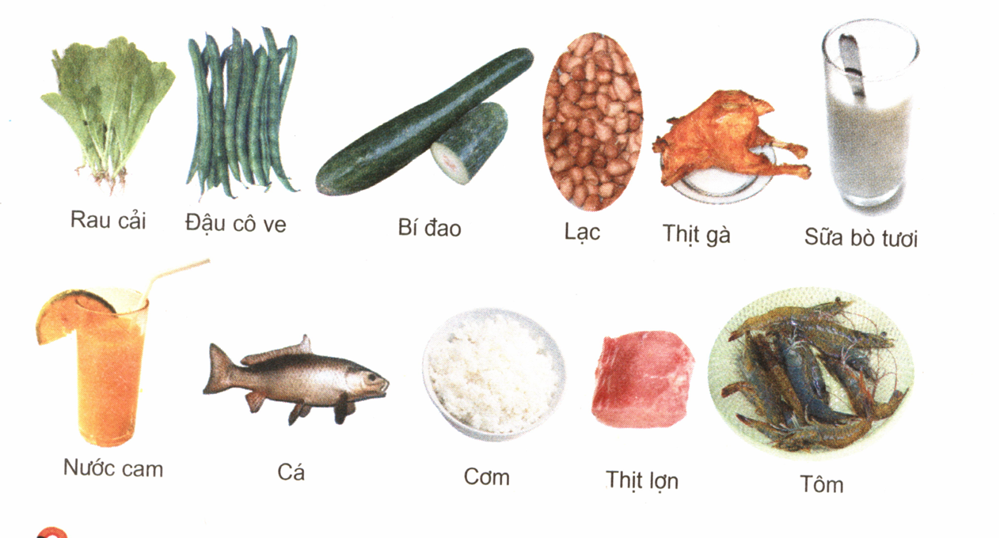 Rau cải
Đậu cô ve
Bí đao
Lạc
Thịt gà
Sữa bò tươi
Nước cam
Cá
Cơm
Thịt lợn
Tôm